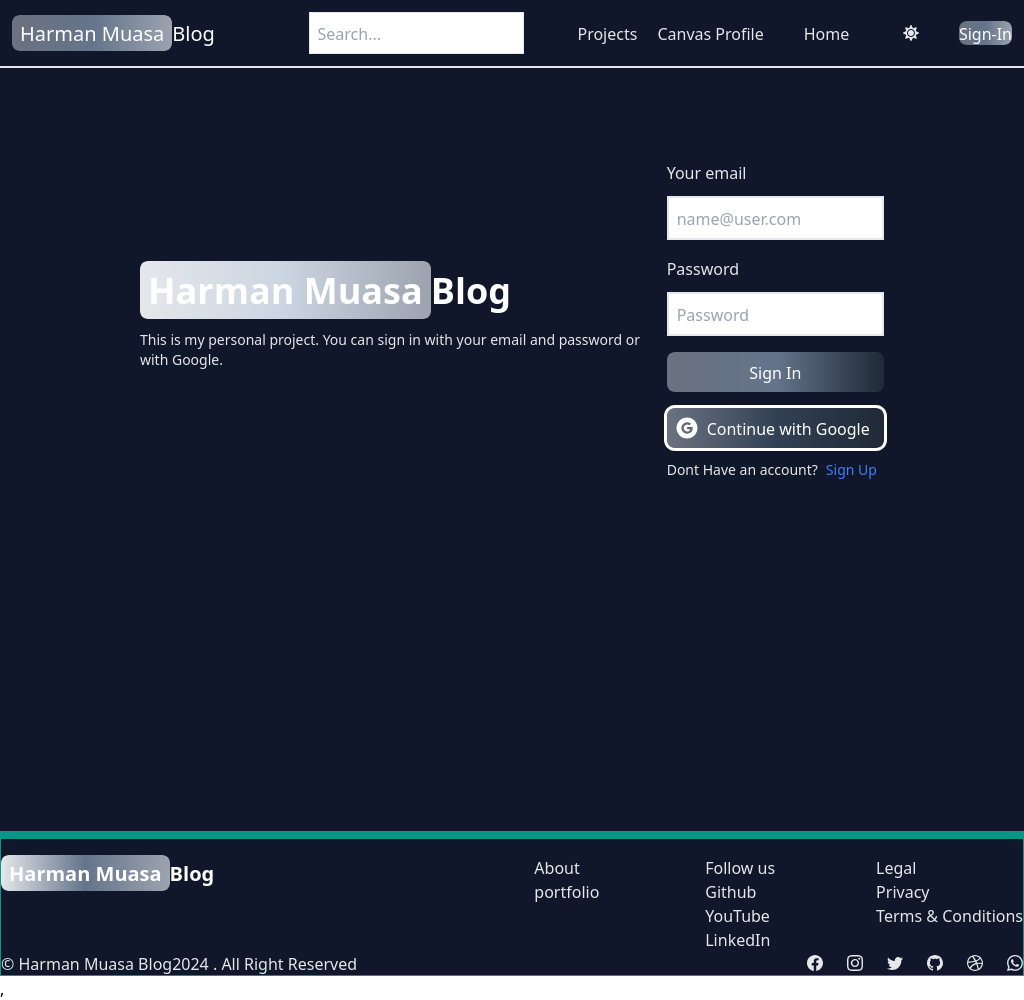 Harman Muasa Blog
Search...
Projects
Canvas Profile
Home
Sign-In
Harman Muasa Blog
This is my personal project. You can sign in with your email and password or
with Google.
Your email
name@user.com
Password
Password
Sign In
Continue with Google
Dont Have an account? Sign Up
Harman Muasa Blog
About
portfolio
Follow us
Github
YouTube
LinkedIn
Legal
Privacy
Terms & Conditions
© Harman Muasa Blog2024 . All Right Reserved
,